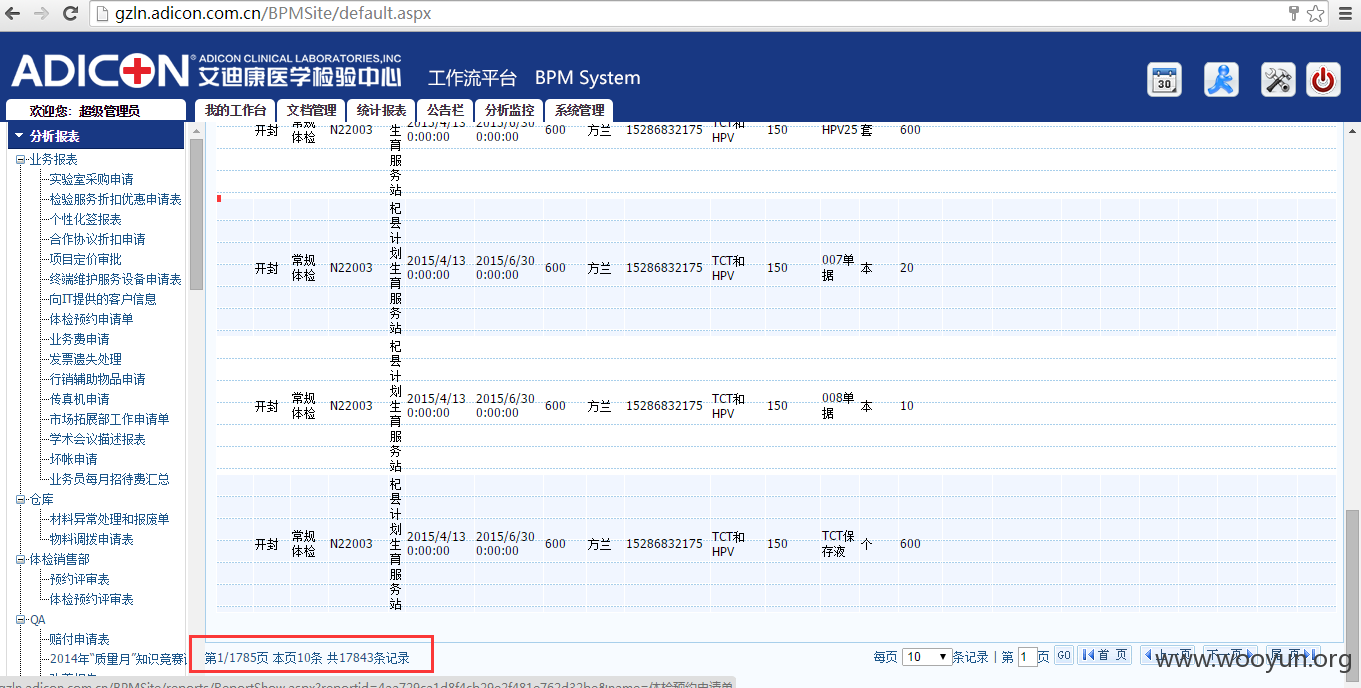 gzln.adicon.com.cn/BPMSite/default.aspx
ADICON® ADICON CLINICAL LABORATORIES,INC
艾迪康医学检验中心
工作流平台 BPM System
30
欢迎您: 超级管理员
我的工作台 文档管理 统计报表 公告栏 分析监控 系统管理
分析报表
业务报表
实验室采购申请
检验服务折扣优惠申请表
个性化签报表
合作协议折扣申请
项目定价审批
终端维护服务设备申请表
向IT提供的客户信息
体检预约申请单
业务费申请
发票遗失处理
行销辅助物品申请
传真机申请
市场拓展部工作申请单
学术会议描述报表
坏帐申请
业务员每月招待费汇总
仓库
材料异常处理和报废单
物料调拨申请表
体检销售部
预约评审表
体检预约评审表
QA
赔付申请表
2014年“质量月”知识竞赛
开封 常规体检 N22003 生育服务站 2015/4/13 0:00:00 2015/6/30 0:00:00 600 方兰 15286832175 TCT和HPV 150 HPV25 套 600
开封 常规体检 N22003 杞县计划生育服务站 2015/4/13 0:00:00 2015/6/30 0:00:00 600 方兰 15286832175 TCT和HPV 150 007单据 本 20
开封 常规体检 N22003 杞县计划生育服务站 2015/4/13 0:00:00 2015/6/30 0:00:00 600 方兰 15286832175 TCT和HPV 150 008单据 本 10
开封 常规体检 N22003 杞县计划生育服务站 2015/4/13 0:00:00 2015/6/30 0:00:00 600 方兰 15286832175 TCT和HPV 150 TCT保存液 个 600
第1/1785页 本页10条 共17843条记录
每页 10 条记录 | 第 1 页 GO 首 页 上一页 下一页 尾 页
www.wooyun.org